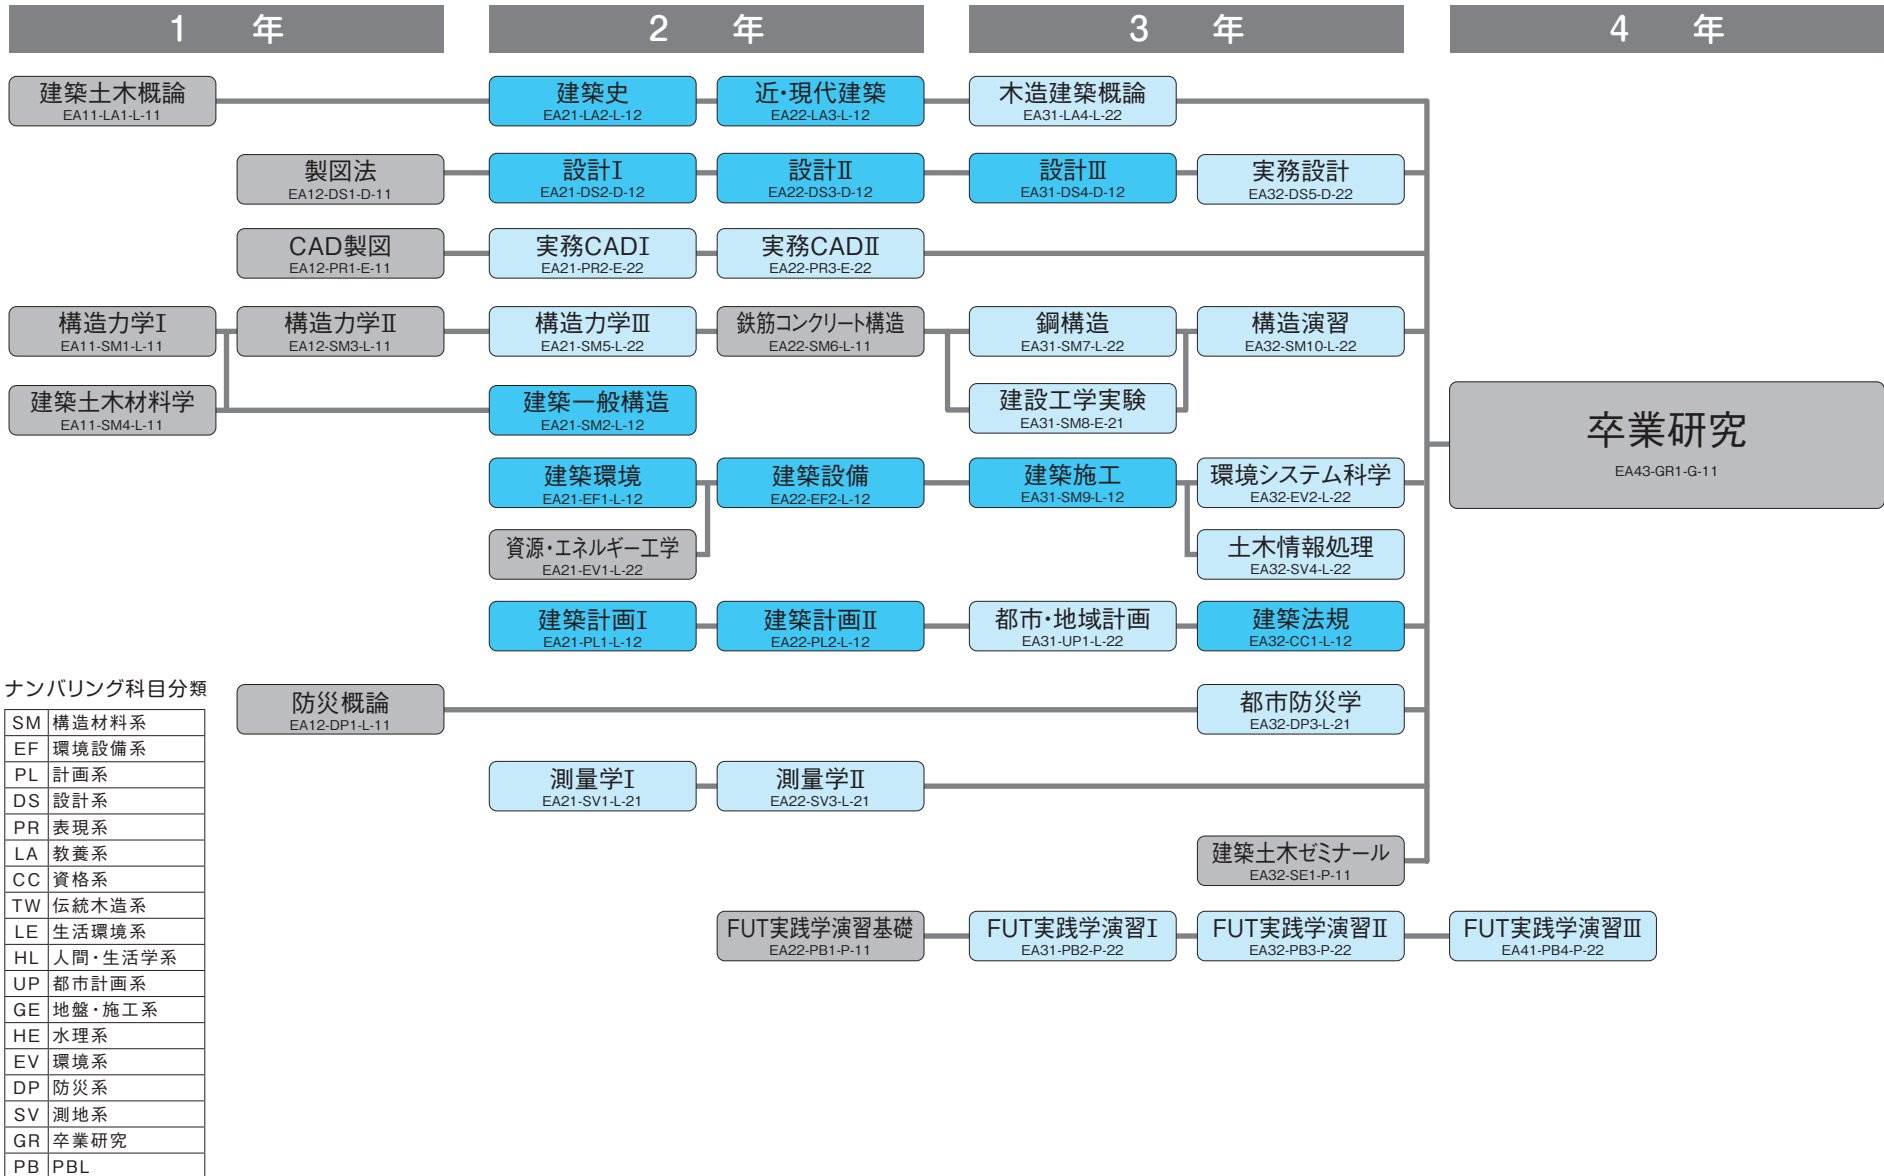 1 年
2 年
3 年
4 年
建築土木概論
EA11-LA1-L-11
建築史
EA21-LA2-L-12
近・現代建築
EA22-LA3-L-12
木造建築概論
EA31-LA4-L-22
製図法
EA12-DS1-D-11
設計Ⅰ
EA21-DS2-D-12
設計Ⅱ
EA22-DS3-D-12
設計Ⅲ
EA31-DS4-D-12
実務設計
EA32-DS5-D-22
CAD製図
EA12-PR1-E-11
実務CADⅠ
EA21-PR2-E-22
実務CADⅡ
EA22-PR3-E-22
構造力学Ⅰ
EA11-SM1-L-11
構造力学Ⅱ
EA12-SM3-L-11
構造力学Ⅲ
EA21-SM5-L-22
鉄筋コンクリート構造
EA22-SM6-L-11
鋼構造
EA31-SM7-L-22
構造演習
EA32-SM10-L-22
建築土木材料学
EA11-SM4-L-11
建築一般構造
EA21-SM2-L-12
建設工学実験
EA31-SM8-E-21
卒業研究
EA43-GR1-G-11
建築環境
EA21-EF1-L-12
建築設備
EA22-EF2-L-12
建築施工
EA31-SM9-L-12
環境システム科学
EA32-EV2-L-22
資源・エネルギー工学
EA21-EV1-L-22
土木情報処理
EA32-SV4-L-22
建築計画Ⅰ
EA21-PL1-L-12
建築計画Ⅱ
EA22-PL2-L-12
都市・地域計画
EA31-UP1-L-22
建築法規
EA32-CC1-L-12
防災概論
EA12-DP1-L-11
都市防災学
EA32-DP3-L-21
測量学Ⅰ
EA21-SV1-L-21
測量学Ⅱ
EA22-SV3-L-21
建築土木ゼミナール
EA32-SE1-P-11
FUT実践学演習基礎
EA22-PB1-P-11
FUT実践学演習Ⅰ
EA31-PB2-P-22
FUT実践学演習Ⅱ
EA32-PB3-P-22
FUT実践学演習Ⅲ
EA41-PB4-P-22
ナンバリング科目分類
SM 構造材料系
EF 環境設備系
PL 計画系
DS 設計系
PR 表現系
LA 教養系
CC 資格系
TW 伝統木造系
LE 生活環境系
HL 人間・生活学系
UP 都市計画系
GE 地盤・施工系
HE 水理系
EV 環境系
DP 防災系
SV 測地系
GR 卒業研究
PB PBL